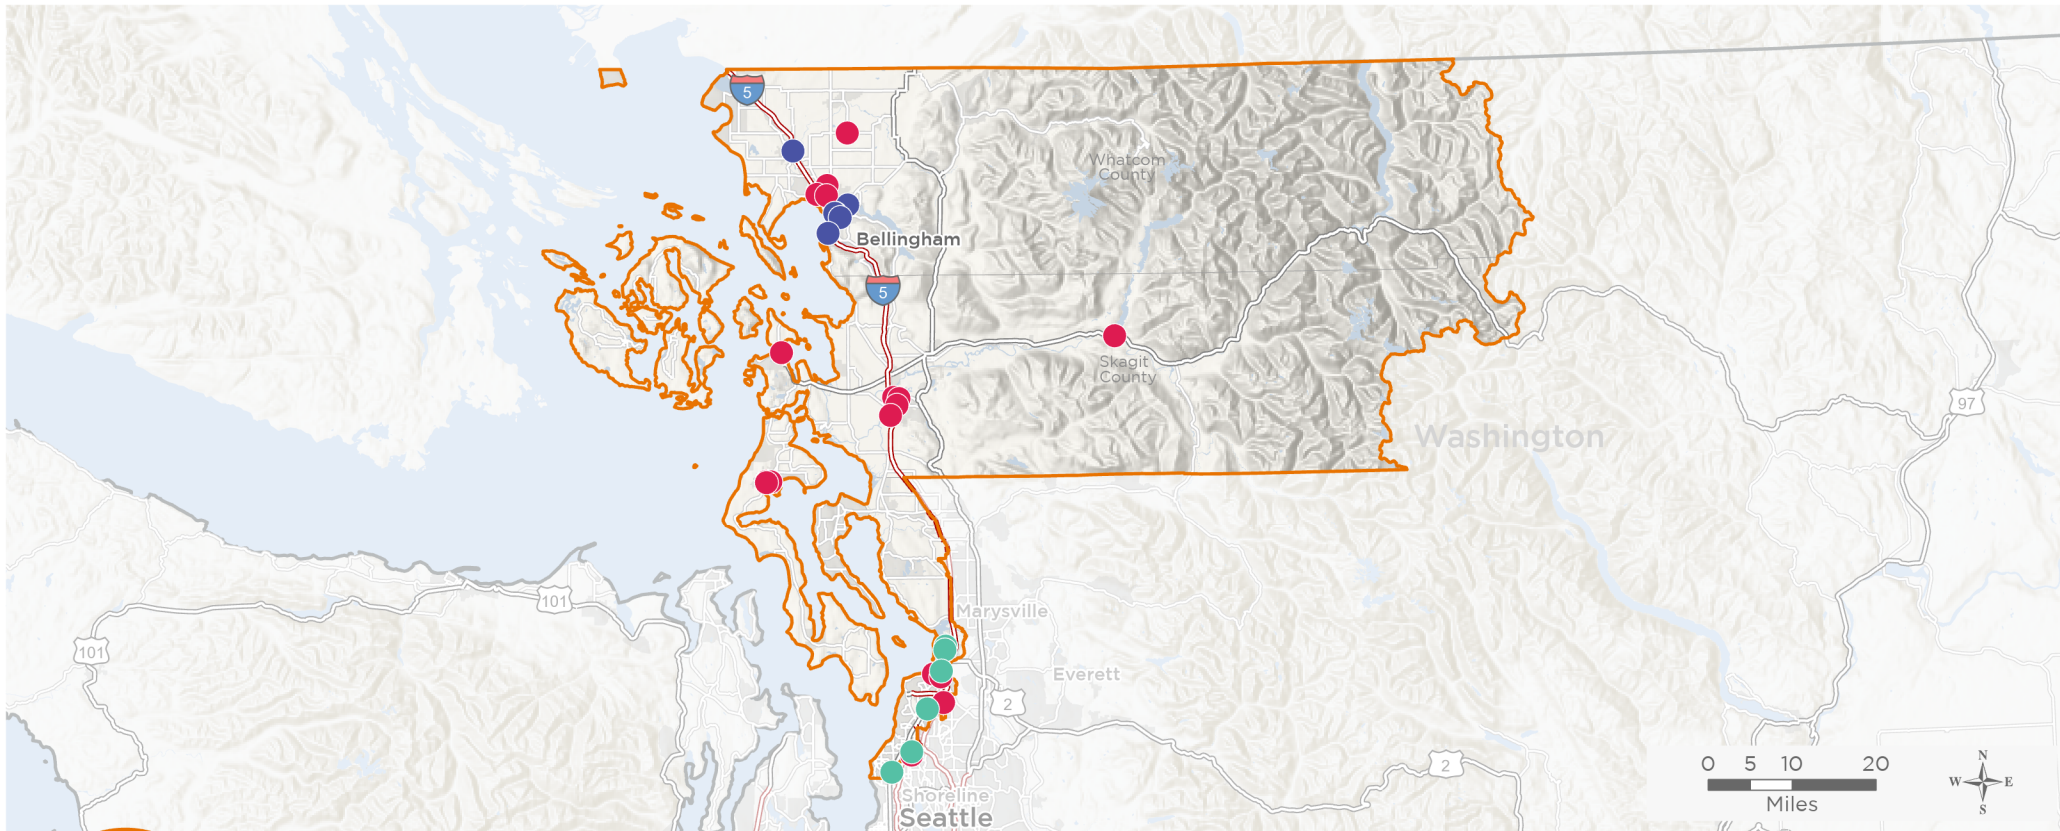 5
Whatcom
County
Bellingham
5
Skagit
County
97
Washington
101
Marysville
101
Everett
2
2
0 5 10 20
Miles
N
W E
S
Shoreline
Seattle